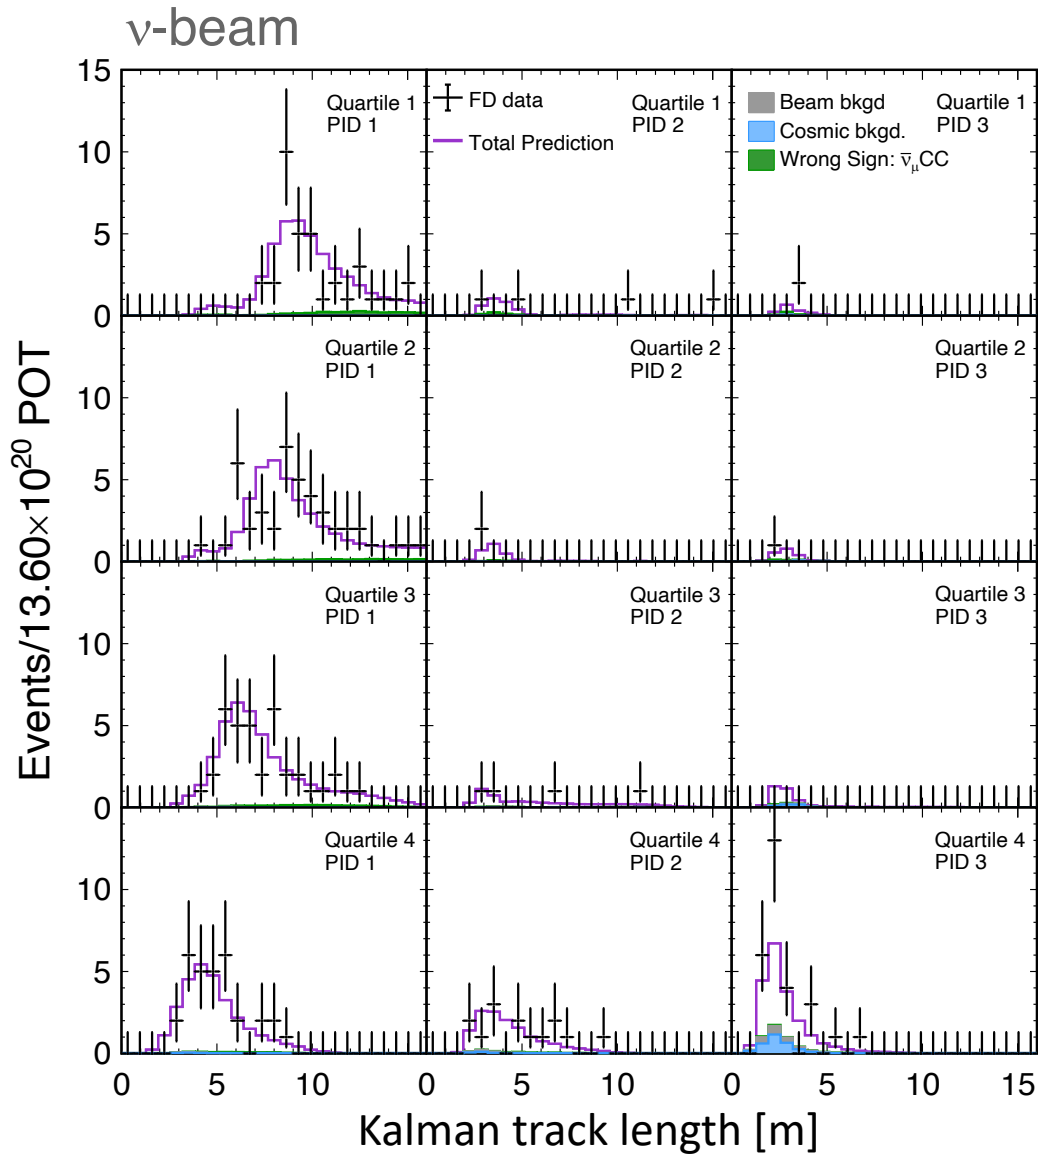 ν-beam
Events/13.60×10²⁰ POT
15
10
5
0
Quartile 1
PID 1
FD data
Total Prediction
Quartile 1
PID 2
Beam bkgd
Cosmic bkgd.
Wrong Sign: ν̅μCC
Quartile 1
PID 3
10
5
0
Quartile 2
PID 1
Quartile 2
PID 2
Quartile 2
PID 3
10
5
0
Quartile 3
PID 1
Quartile 3
PID 2
Quartile 3
PID 3
10
5
0
Quartile 4
PID 1
Quartile 4
PID 2
Quartile 4
PID 3
0 5 10 0 5 10 0 5 10 15
Kalman track length [m]